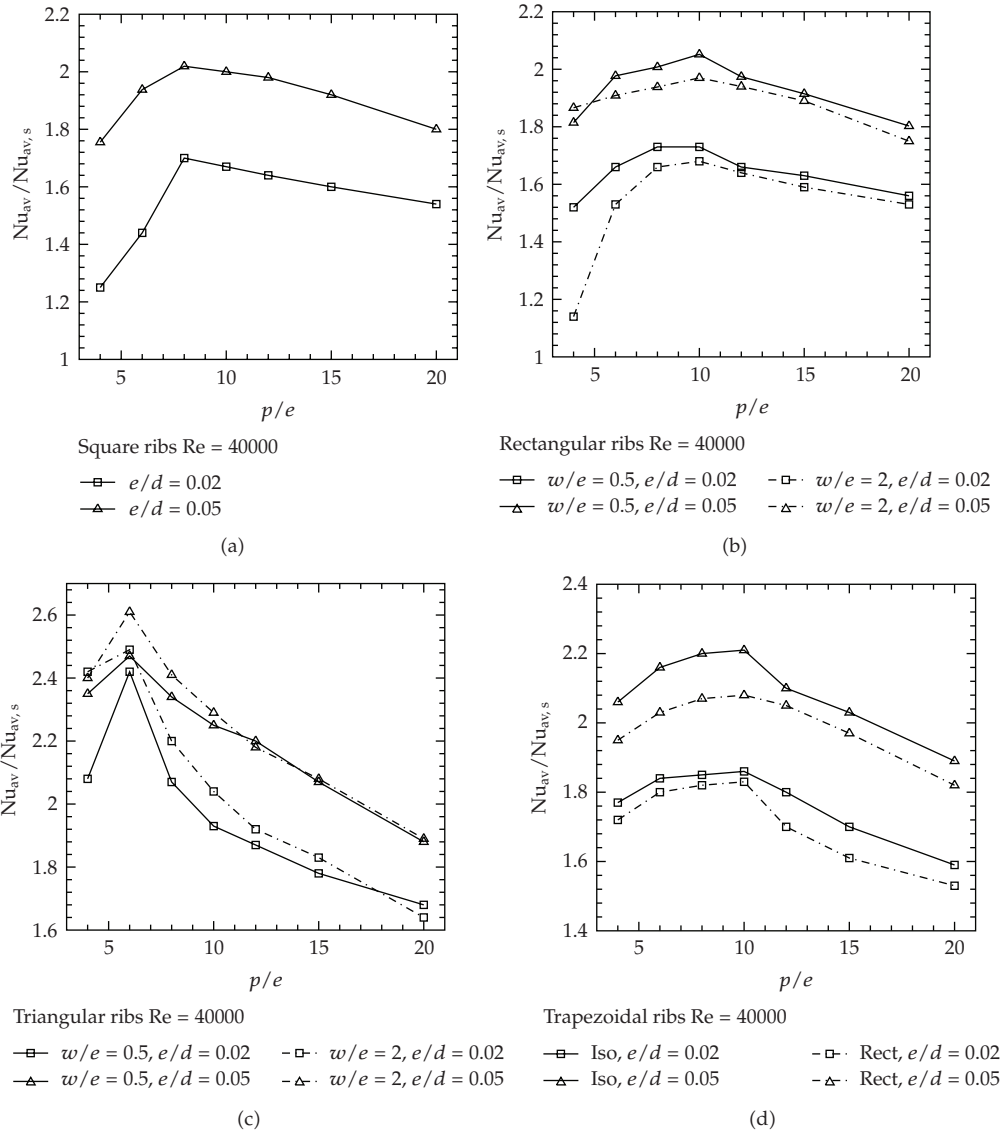 2.2
2
1.8
1.6
1.4
1.2
1
Nu_av/Nu_av, s
5
10
15
20
p/e
Square ribs Re = 40000
e/d = 0.02
e/d = 0.05
(a)
2.2
2
1.8
1.6
1.4
1.2
1
Nu_av/Nu_av, s
5
10
15
20
p/e
Rectangular ribs Re = 40000
w/e = 0.5, e/d = 0.02
w/e = 2, e/d = 0.02
w/e = 0.5, e/d = 0.05
w/e = 2, e/d = 0.05
(b)
2.6
2.4
2.2
2
1.8
1.6
Nu_av/Nu_av, s
5
10
15
20
p/e
Triangular ribs Re = 40000
w/e = 0.5, e/d = 0.02
w/e = 2, e/d = 0.02
w/e = 0.5, e/d = 0.05
w/e = 2, e/d = 0.05
(c)
2.4
2.2
2
1.8
1.6
1.4
Nu_av/Nu_av, s
5
10
15
20
p/e
Trapezoidal ribs Re = 40000
Iso, e/d = 0.02
Rect, e/d = 0.02
Iso, e/d = 0.05
Rect, e/d = 0.05
(d)